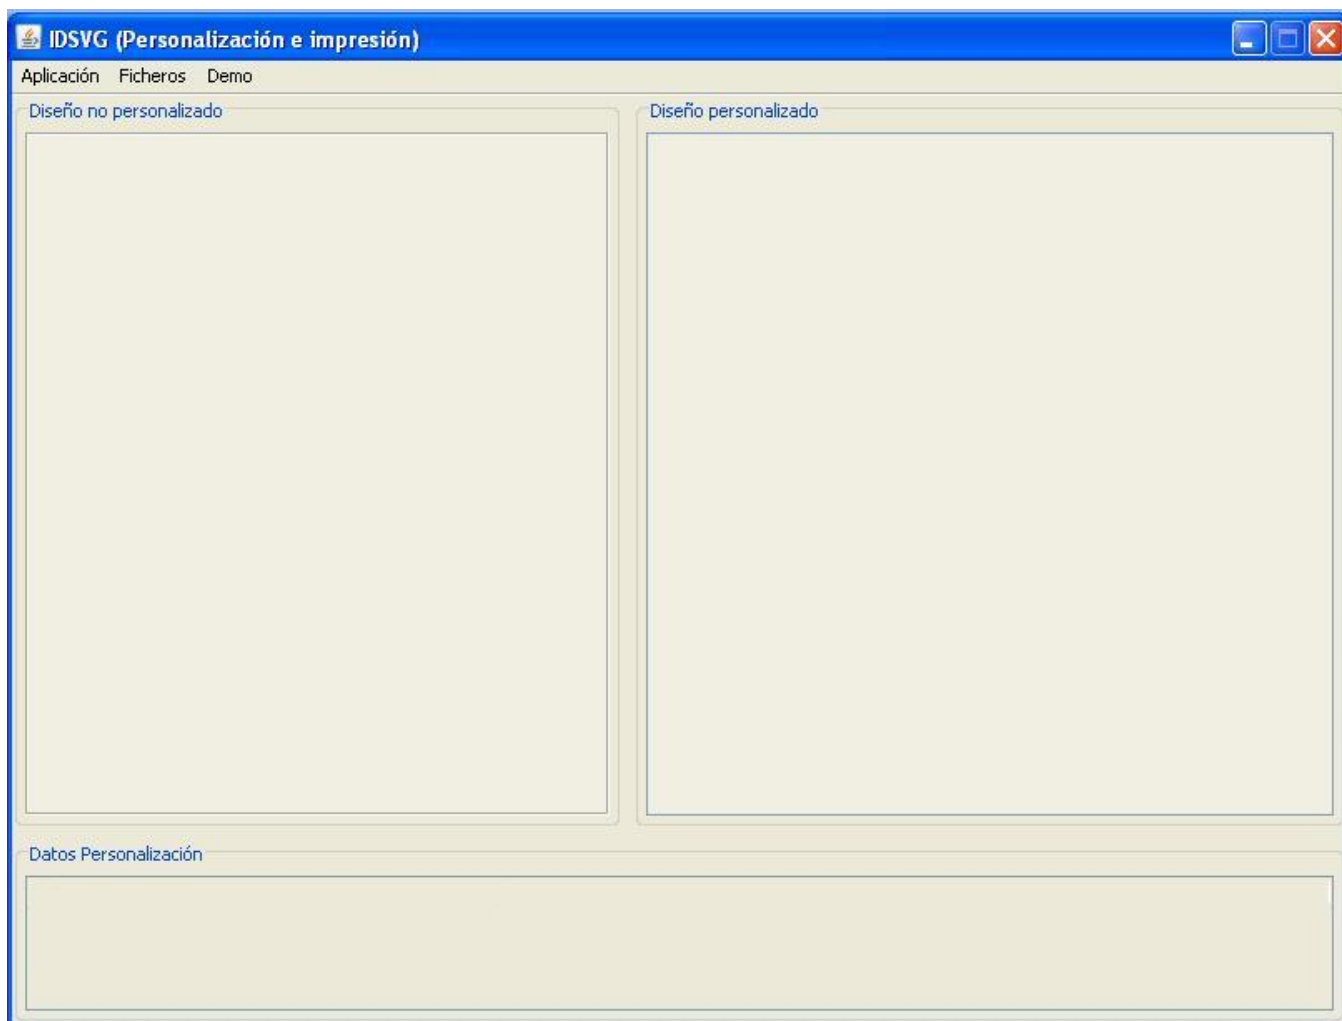 IDSVG (Personalización e impresión)
Aplicación Ficheros Demo
Diseño no personalizado
Diseño personalizado
Datos Personalización